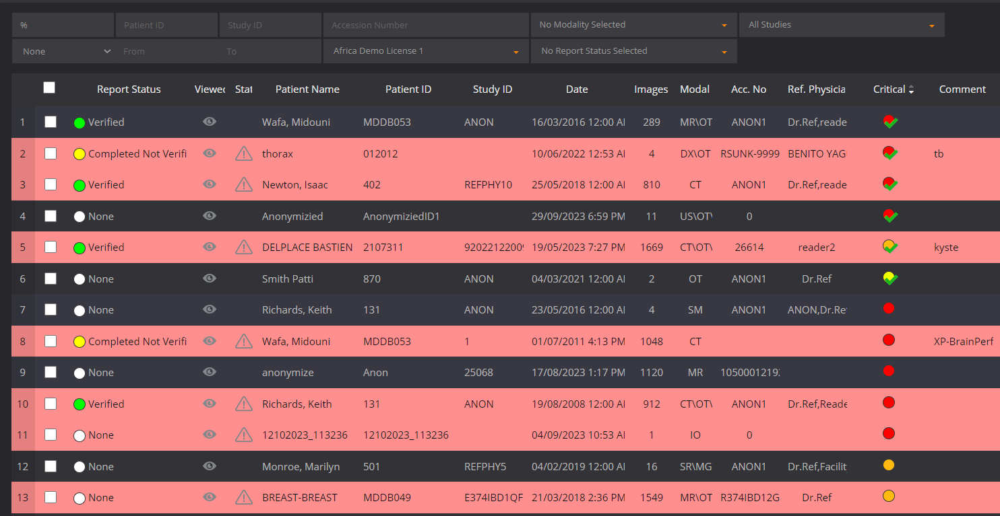 % Patient ID Study ID Accession Number No Modality Selected All Studies
None From To Africa Demo License 1 No Report Status Selected
Report Status Viewed Stat Patient Name Patient ID Study ID Date Images Modal Acc. No Ref. Physicia Critical Comment
1 Verified Wafa, Midouni MDDB053 ANON 16/03/2016 12:00 AM 289 MR\OT ANON1 Dr.Ref,reade
2 Completed Not Verifi thorax 012012 10/06/2022 12:53 AM 4 DX\OT RSUNK-9999 BENITO YAG tb
3 Verified Newton, Isaac 402 REFPHY10 25/05/2018 12:00 AM 810 CT ANON1 Dr.Ref,reade
4 None Anonymizied AnonymiziedID1 29/09/2023 6:59 PM 11 US\OT\ 0
5 Verified DELPLACE BASTIEN 2107311 9202212200 19/05/2023 7:27 PM 1669 CT\OT\ 26614 reader2 kyste
6 None Smith Patti 870 ANON 04/03/2021 12:00 AM 2 OT ANON1 Dr.Ref
7 None Richards, Keith 131 ANON 23/05/2016 12:00 AM 4 SM ANON1 ANON,Dr.Re
8 Completed Not Verifi Wafa, Midouni MDDB053 1 01/07/2011 4:13 PM 1048 CT XP-BrainPerf
9 None anonymize Anon 25068 17/08/2023 1:17 PM 1120 MR 1050001219
10 Verified Richards, Keith 131 ANON 19/08/2008 12:00 AM 912 CT\OT\ ANON1 Dr.Ref,Reade
11 None 12102023_113236 12102023_113236 04/09/2023 10:53 AM 1 IO 0
12 None Monroe, Marilyn 501 REFPHY5 04/02/2019 12:00 AM 16 SR\MG ANON1 Dr.Ref,Facilit
13 None BREAST-BREAST MDDB049 E374IBD1QF 21/03/2018 2:36 PM 1549 MR\OT R374IBD12G Dr.Ref